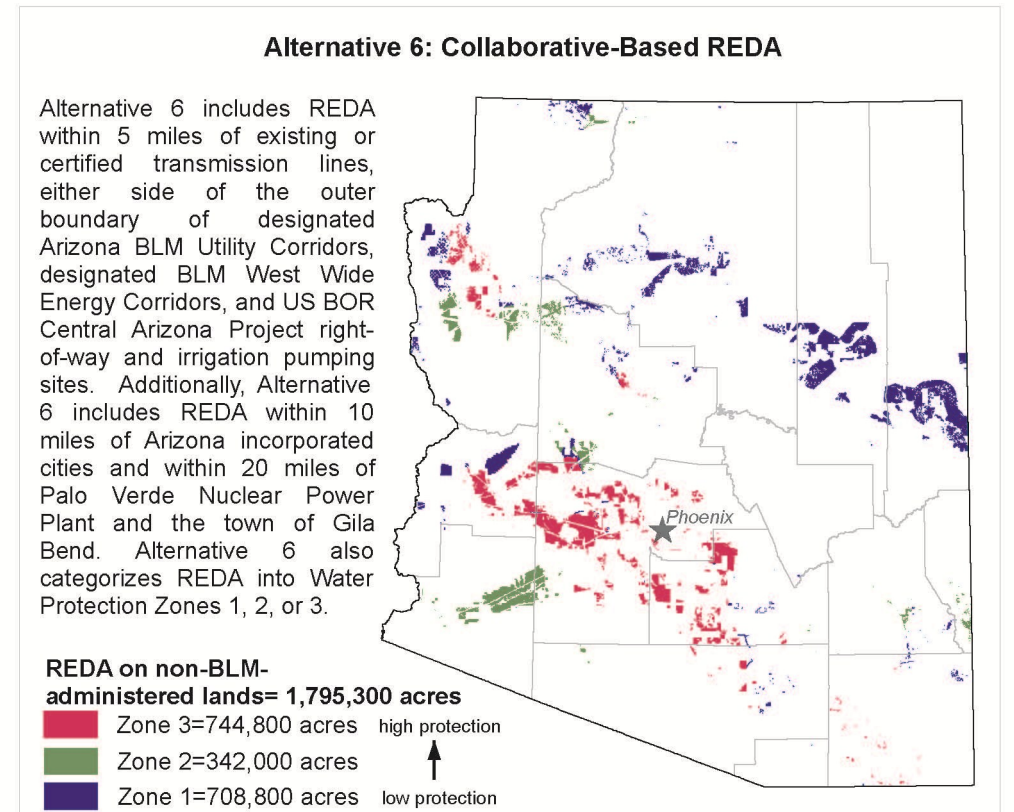 Alternative 6: Collaborative-Based REDA
Alternative 6 includes REDA
within 5 miles of existing or
certified transmission lines,
either side of the outer
boundary of designated
Arizona BLM Utility Corridors,
designated BLM West Wide
Energy Corridors, and US BOR
Central Arizona Project right-
of-way and irrigation pumping
sites. Additionally, Alternative
6 includes REDA within 10
miles of Arizona incorporated
cities and within 20 miles of
Palo Verde Nuclear Power
Plant and the town of Gila
Bend. Alternative 6 also
categorizes REDA into Water
Protection Zones 1, 2, or 3.
Phoenix
REDA on non-BLM-
administered lands= 1,795,300 acres
Zone 3=744,800 acres high protection
Zone 2=342,000 acres
Zone 1=708,800 acres low protection